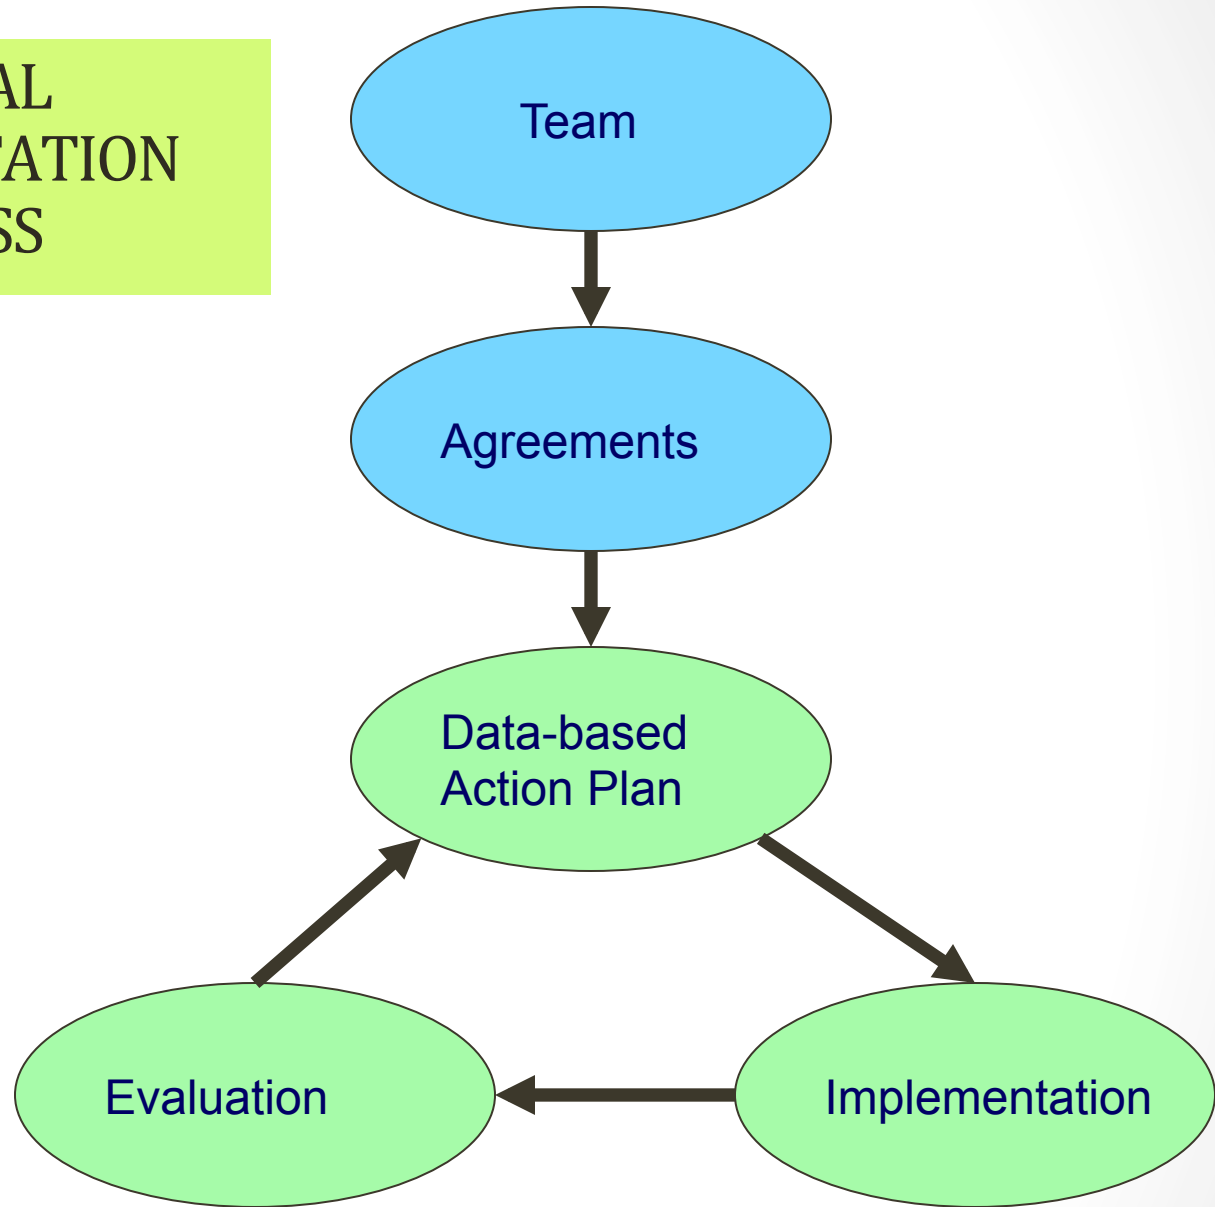 AL
TATION
SS
Team
Agreements
Data-based
Action Plan
Evaluation
Implementation